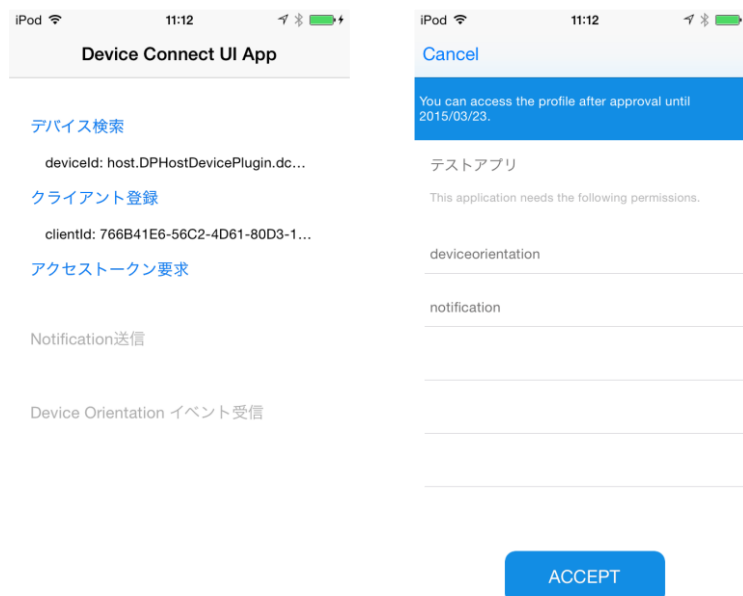 iPod 11:12
Device Connect UI App
デバイス検索
deviceId: host.DPHostDevicePlugin.dc...
クライアント登録
clientId: 766B41E6-56C2-4D61-80D3-1...
アクセストークン要求
Notification送信
Device Orientation イベント受信
iPod 11:12
Cancel
You can access the profile after approval until
2015/03/23.
テストアプリ
This application needs the following permissions.
deviceorientation
notification
ACCEPT